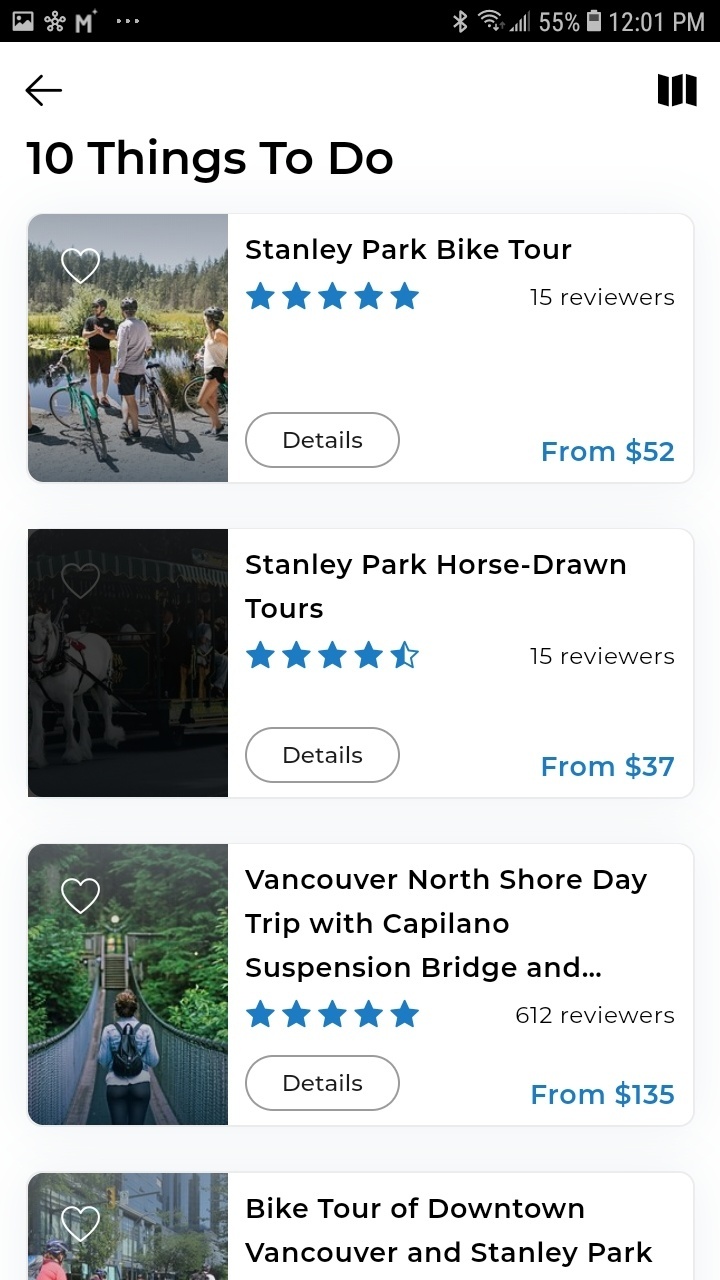 55% 12:01 PM
10 Things To Do
Stanley Park Bike Tour
15 reviewers
Details
From $52
Stanley Park Horse-Drawn
Tours
15 reviewers
Details
From $37
Vancouver North Shore Day
Trip with Capilano
Suspension Bridge and...
612 reviewers
Details
From $135
Bike Tour of Downtown
Vancouver and Stanley Park